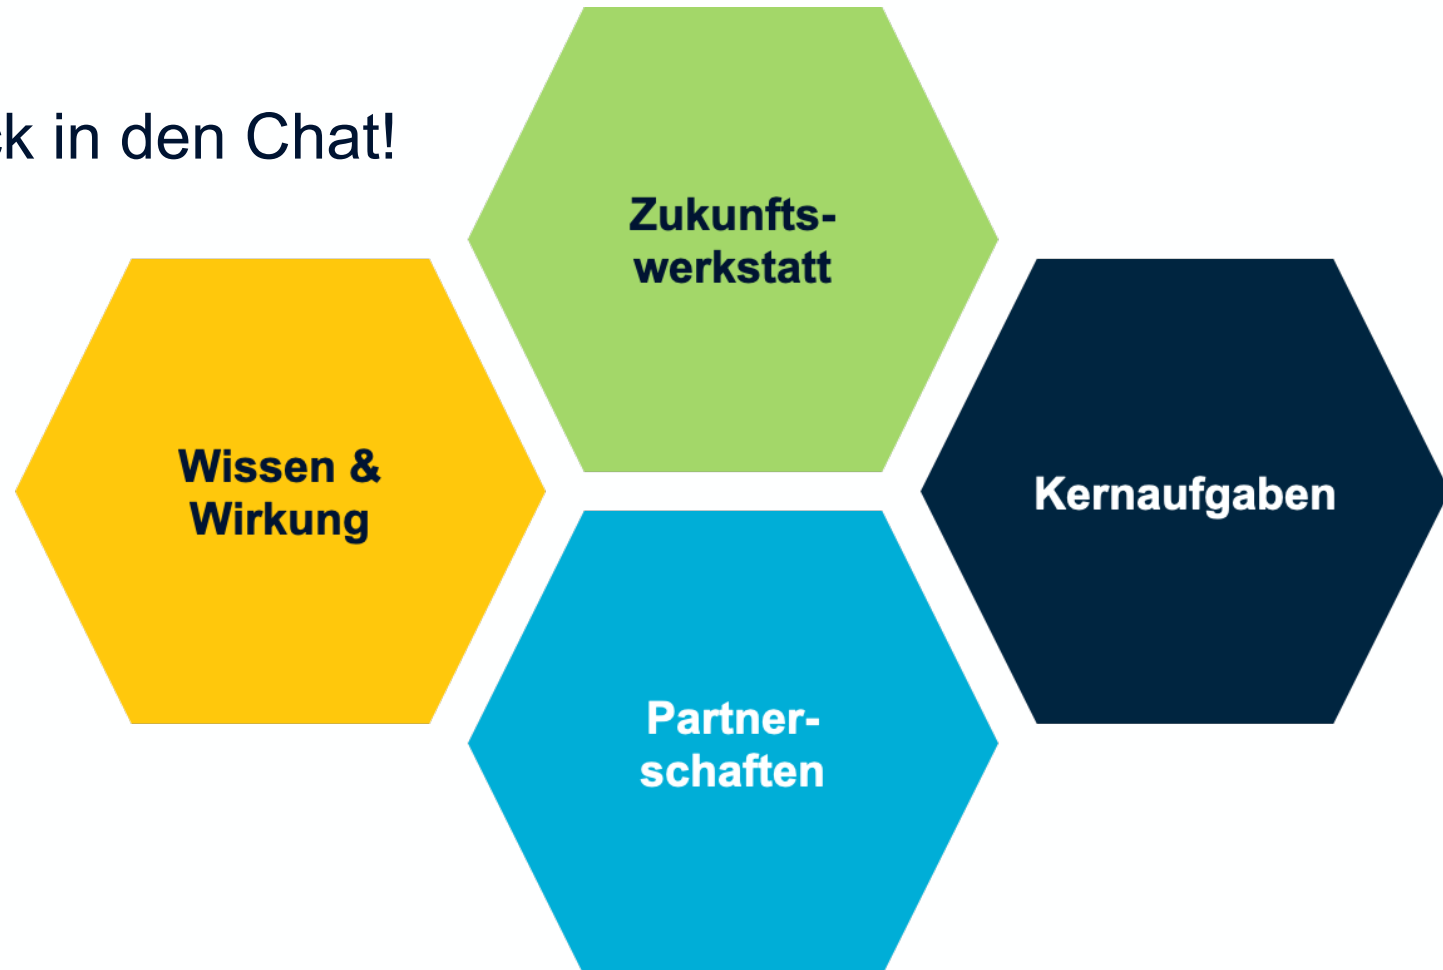 in den Chat!
Zukunfts-
werkstatt
Wissen &
Wirkung
Kernaufgaben
Partner-
schaften